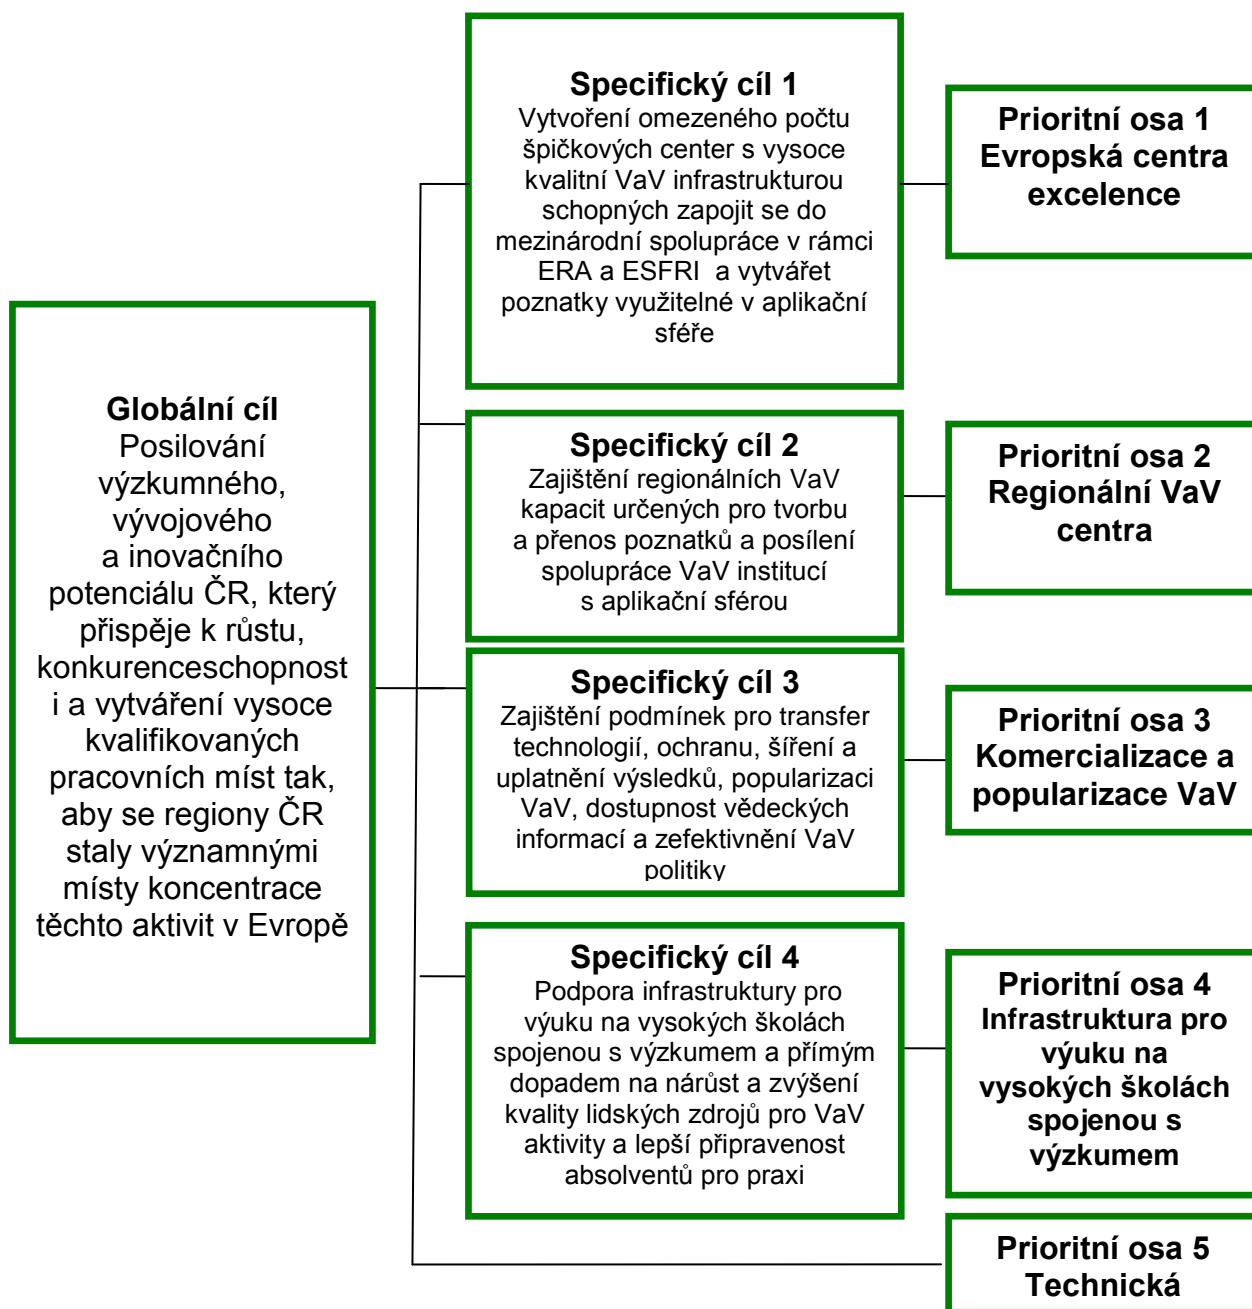 Globální cíl
Posilování
výzkumného,
vývojového
a inovačního
potenciálu ČR, který
přispěje k růstu,
konkurenceschopnost
i a vytváření vysoce
kvalifikovaných
pracovních míst tak,
aby se regiony ČR
staly významnými
místy koncentrace
těchto aktivit v Evropě
Specifický cíl 1
Vytvoření omezeného počtu
špičkových center s vysoce
kvalitní VaV infrastrukturou
schopných zapojit se do
mezinárodní spolupráce v rámci
ERA a ESFRI  a vytvářet
poznatky využitelné v aplikační
sféře
Prioritní osa 1
Evropská centra
excelence
Specifický cíl 2
Zajištění regionálních VaV
kapacit určených pro tvorbu
a přenos poznatků a posílení
spolupráce VaV institucí
s aplikační sférou
Prioritní osa 2
Regionální VaV
centra
Specifický cíl 3
Zajištění podmínek pro transfer
technologií, ochranu, šíření a
uplatnění výsledků, popularizaci
VaV, dostupnost vědeckých
informací a zefektivnění VaV
politiky
Prioritní osa 3
Komercializace a
popularizace VaV
Specifický cíl 4
Podpora infrastruktury pro
výuku na vysokých školách
spojenou s výzkumem a přímým
dopadem na nárůst a zvýšení
kvality lidských zdrojů pro VaV
aktivity a lepší připravenost
absolventů pro praxi
Prioritní osa 4
Infrastruktura pro
výuku na
vysokých školách
spojenou s
výzkumem
Prioritní osa 5
Technická